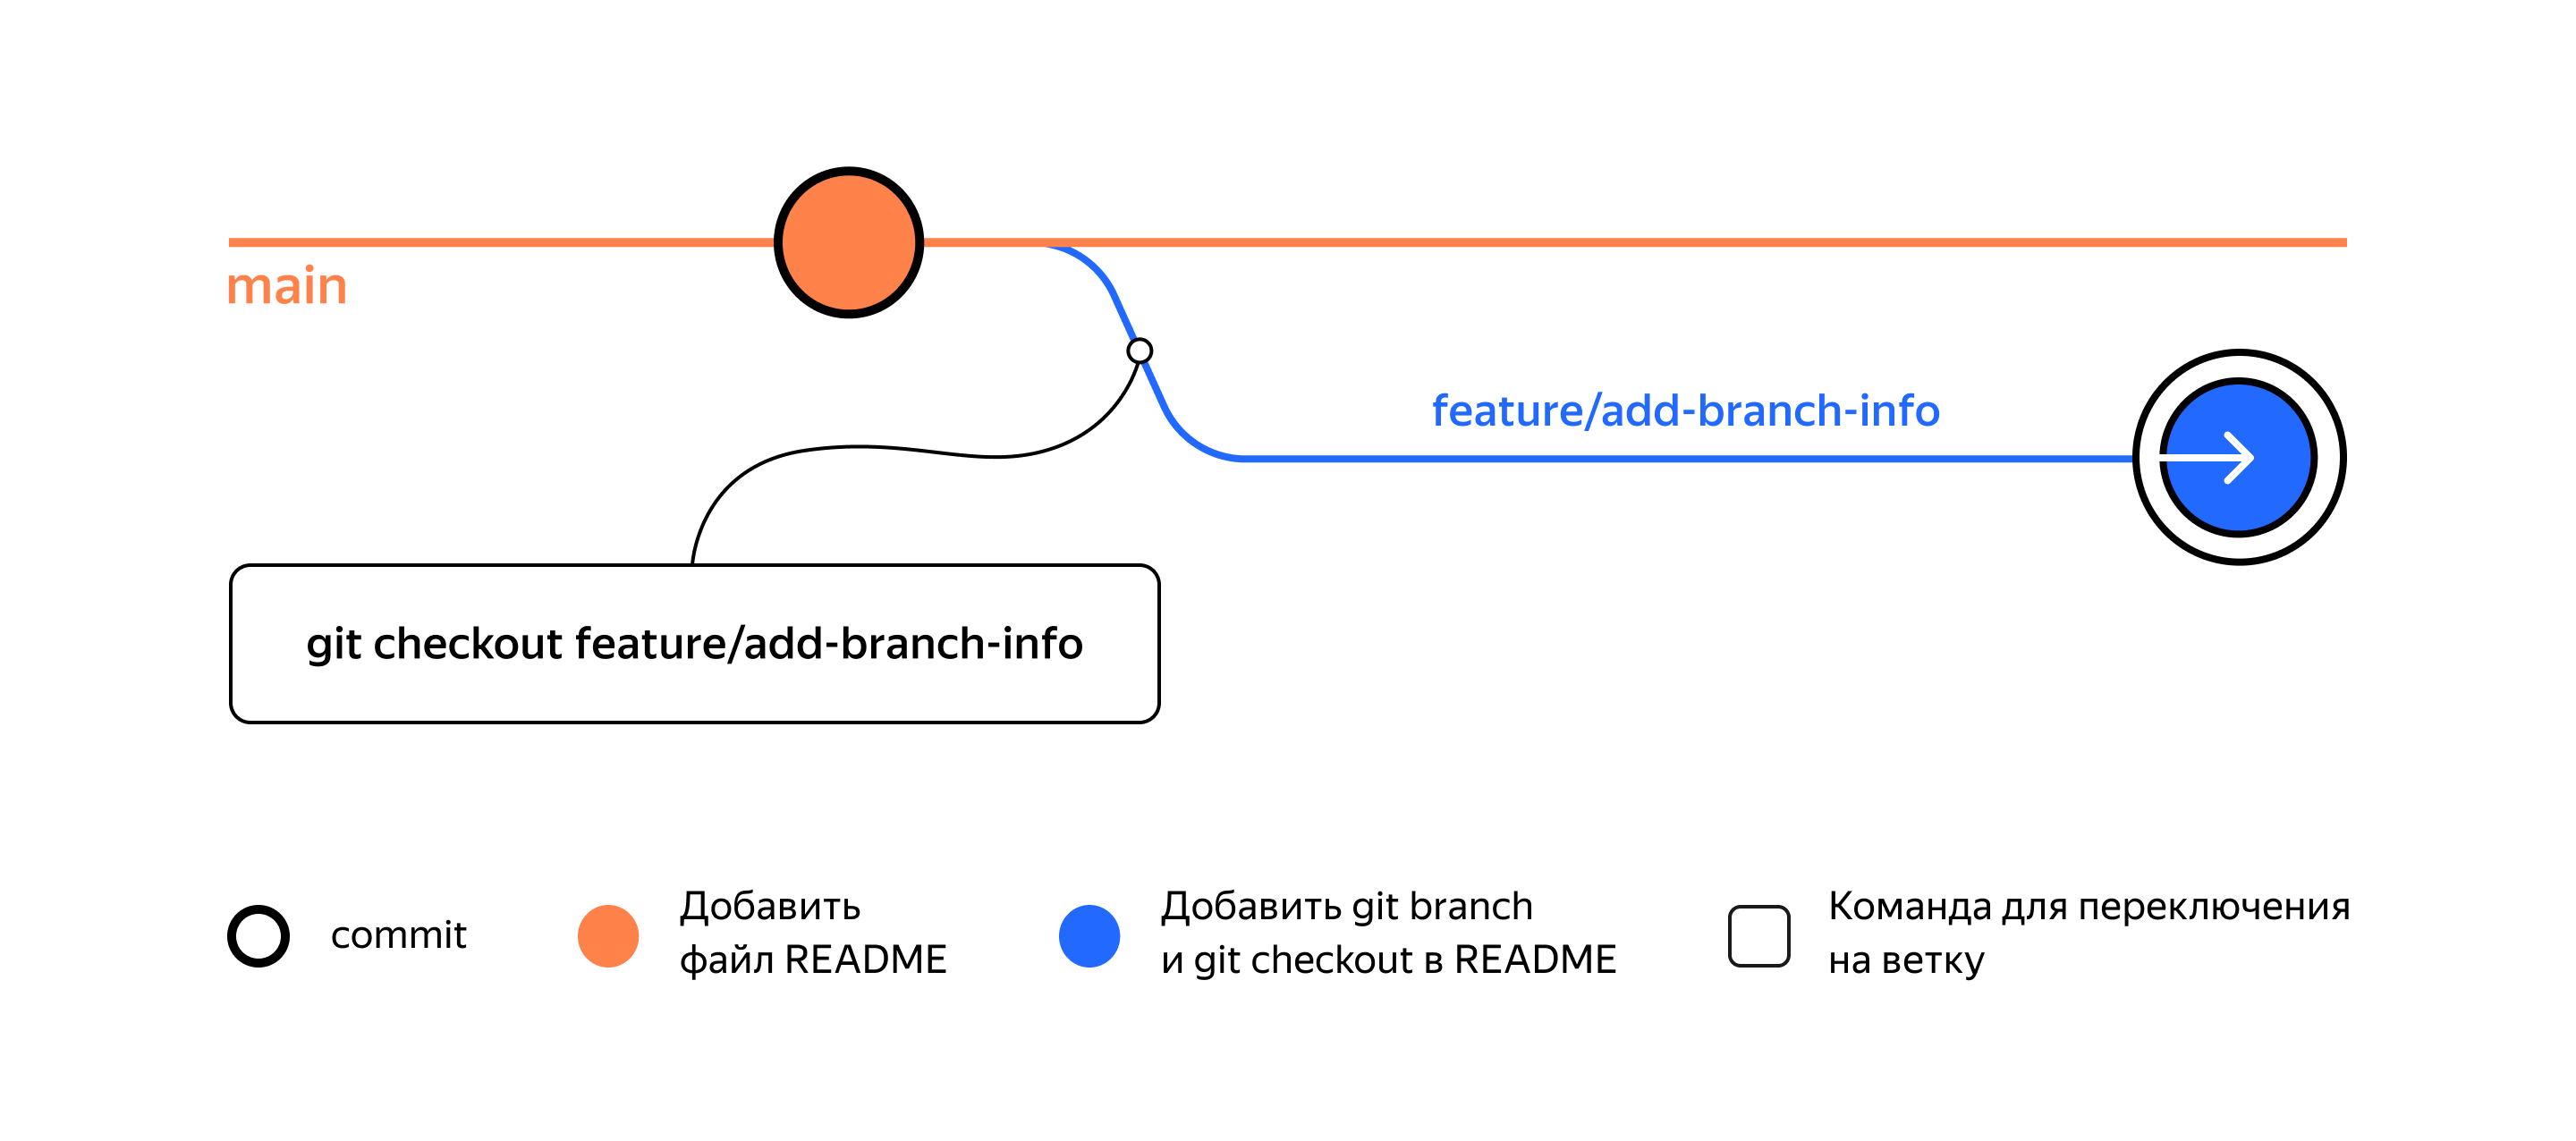 main
feature/add-branch-info
git checkout feature/add-branch-info
commit
Добавить
файл README
Добавить git branch
и git checkout в README
Команда для переключения
на ветку